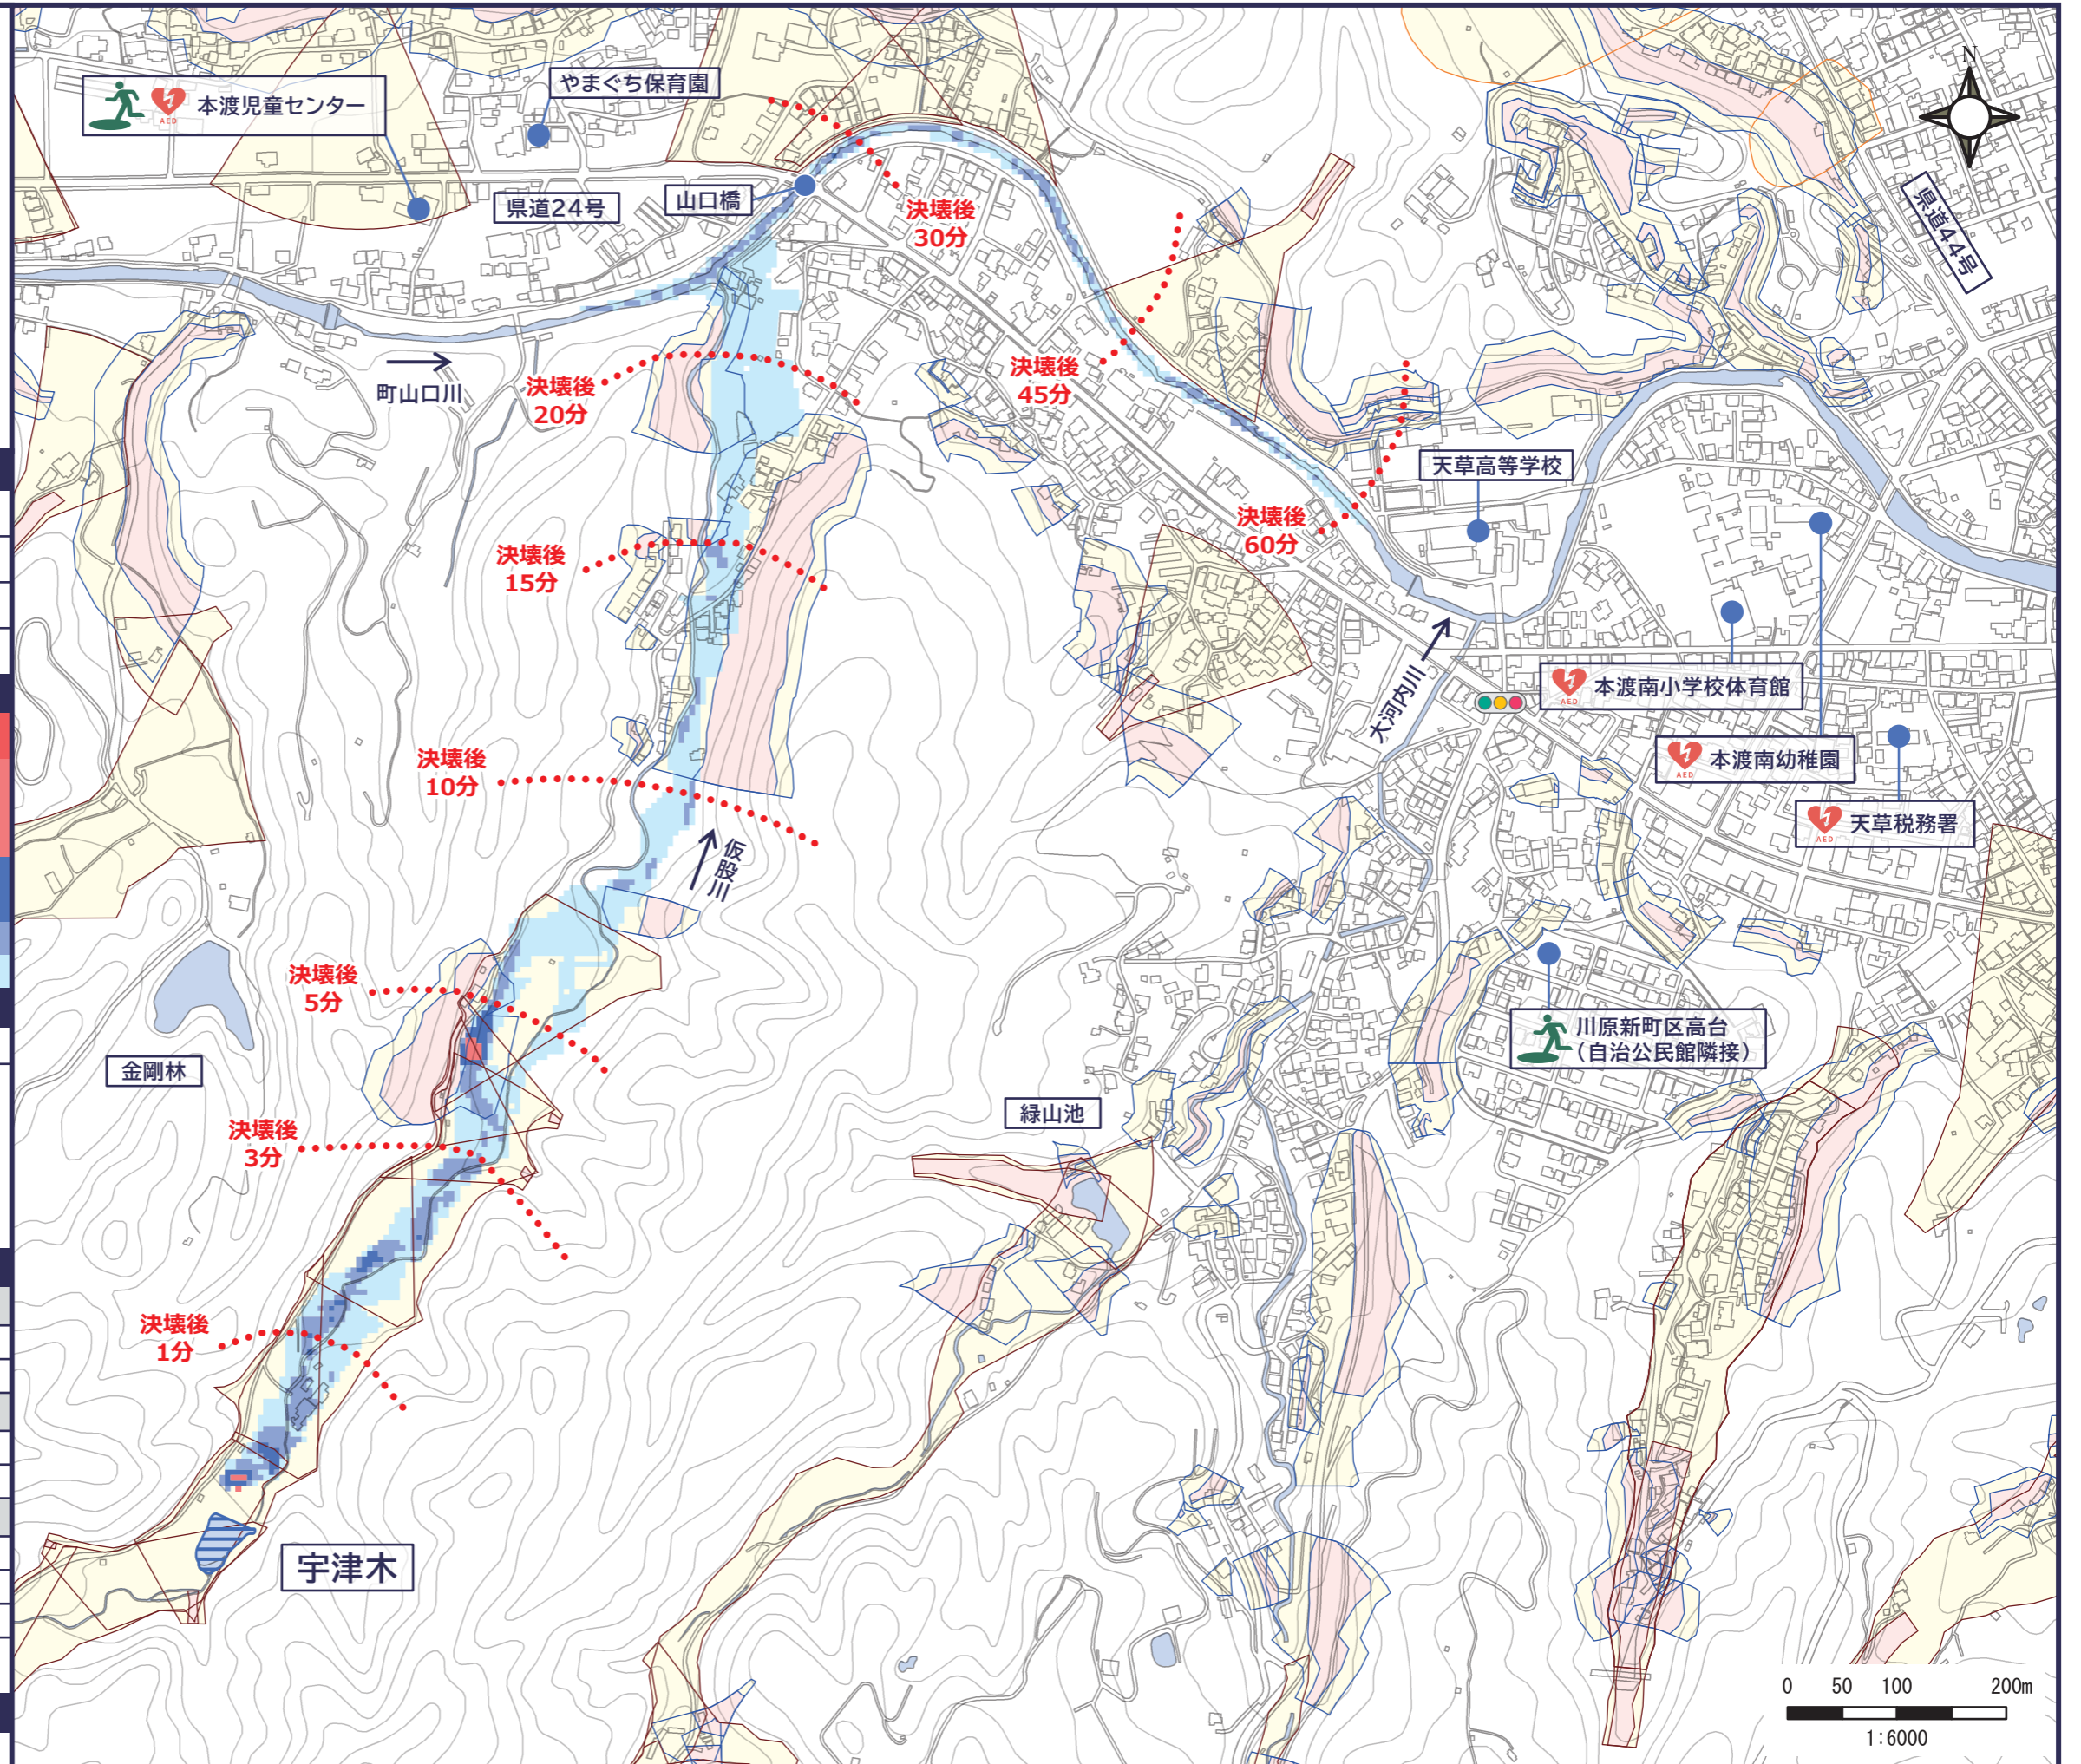 N
やまぐち保育園
AED
本渡児童センター
県道24号
山口橋
県道44号
決壊後
30分
町山口川
決壊後
20分
決壊後
45分
天草高等学校
決壊後
60分
決壊後
15分
大河内川
AED
本渡南小学校体育館
決壊後
10分
AED
本渡南幼稚園
AED
天草税務署
仮股川
決壊後
5分
川原新町区高台
(自治公民館隣接)
金剛林
緑山池
決壊後
3分
決壊後
1分
宇津木
0 50 100 200m
1:6000